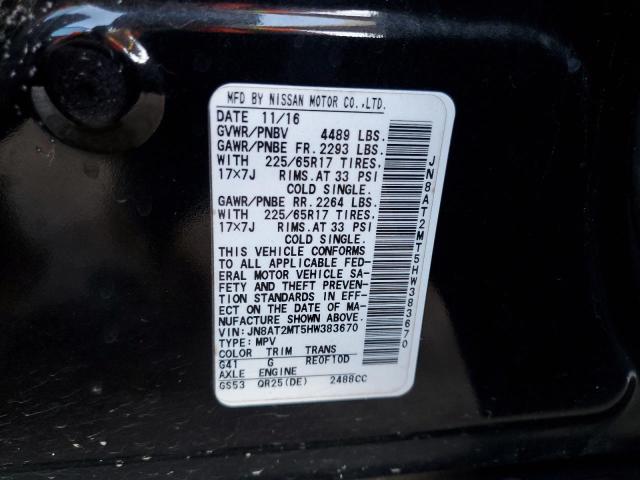 MFD BY NISSAN MOTOR CO.,LTD.
DATE 11/16
GVWR/PNBV 4489 LBS.
GAWR/PNBE FR. 2293 LBS.
WITH 225/65R17 TIRES.
17×7J RIMS.AT 33 PSI
COLD SINGLE.
GAWR/PNBE RR. 2264 LBS.
WITH 225/65R17 TIRES.
17×7J RIMS.AT 33 PSI
COLD SINGLE.
THIS VEHICLE CONFORMS
TO ALL APPLICABLE FED-
ERAL MOTOR VEHICLE SA-
FETY AND THEFT PREVEN-
TION STANDARDS IN EFF-
ECT ON THE DATE OF MA-
NUFACTURE SHOWN ABOVE.
VIN:JN8AT2MT5HW383670
TYPE:MPV
COLOR TRIM TRANS
G41 G RE0F10D
AXLE ENGINE
GS53 QR25(DE) 2488CC
JN8AT2MT5HW383670